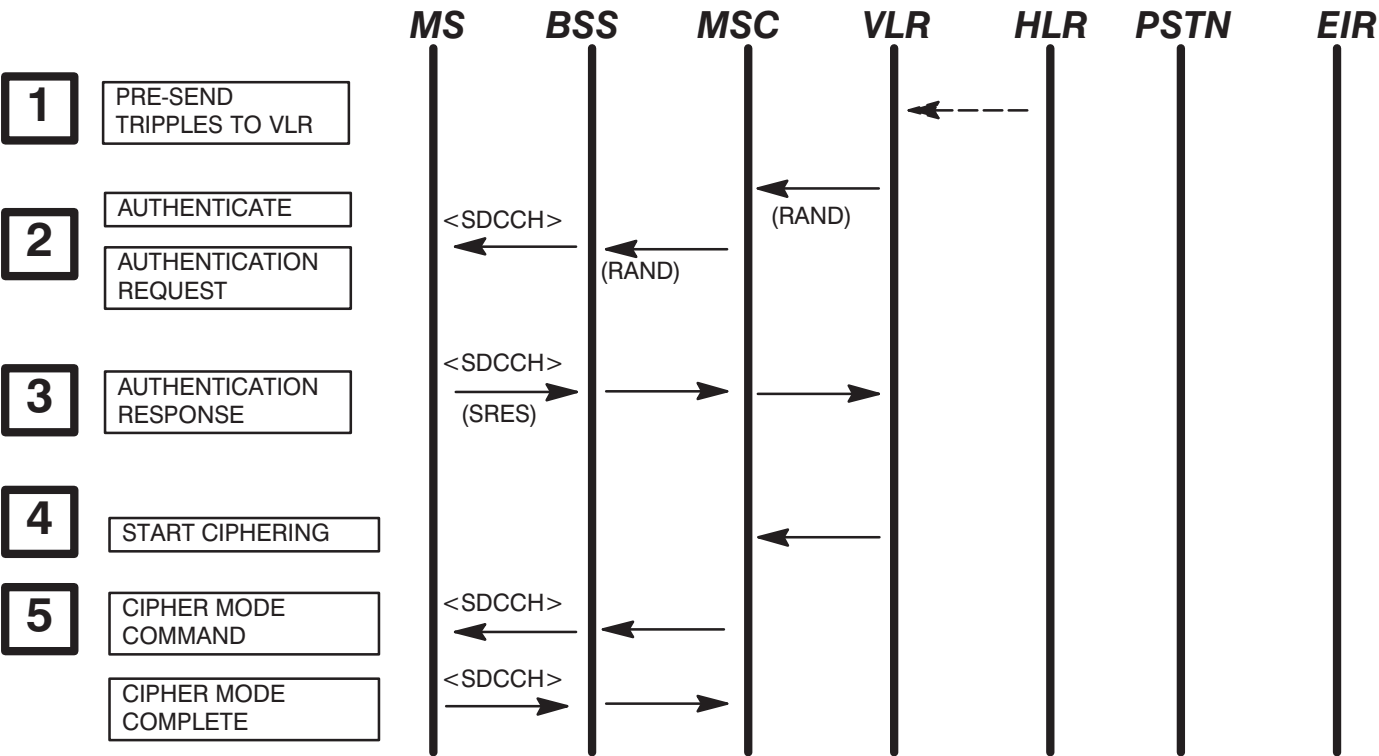 MS BSS MSC VLR HLR PSTN EIR
1
PRE-SEND
TRIPPLES TO VLR
2
AUTHENTICATE
<SDCCH>
(RAND)
AUTHENTICATION
REQUEST
(RAND)
3
AUTHENTICATION
RESPONSE
<SDCCH>
(SRES)
4
START CIPHERING
5
CIPHER MODE
COMMAND
<SDCCH>
CIPHER MODE
COMPLETE
<SDCCH>